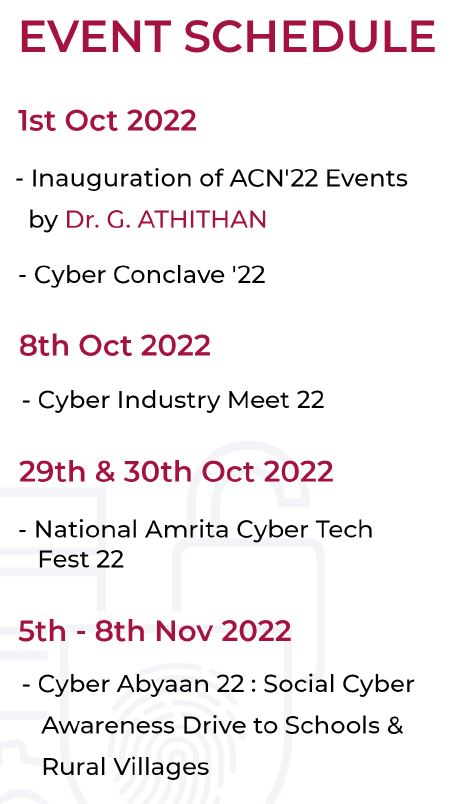 EVENT SCHEDULE
1st Oct 2022
- Inauguration of ACN'22 Events
by Dr. G. ATHITHAN
- Cyber Conclave '22
8th Oct 2022
- Cyber Industry Meet 22
29th & 30th Oct 2022
- National Amrita Cyber Tech
Fest 22
5th - 8th Nov 2022
- Cyber Abyaan 22 : Social Cyber
Awareness Drive to Schools &
Rural Villages